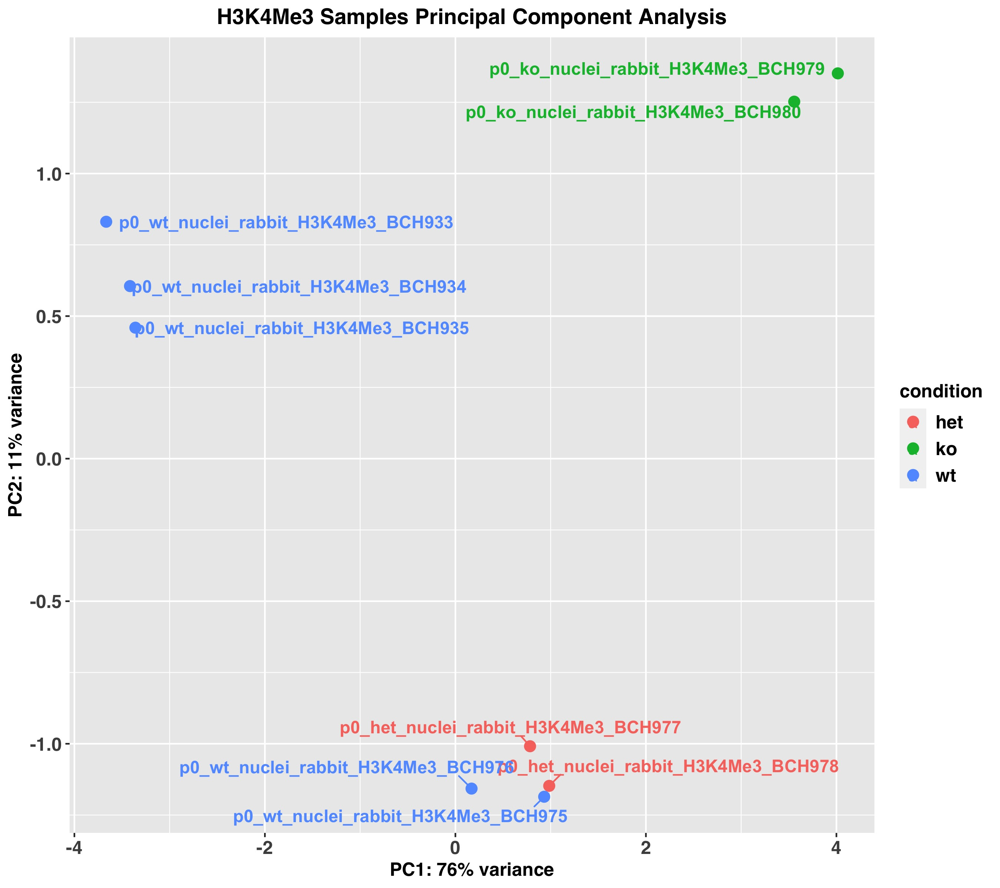 H3K4Me3 Samples Principal Component Analysis
p0_ko_nuclei_rabbit_H3K4Me3_BCH979
p0_ko_nuclei_rabbit_H3K4Me3_BCH980
1.0
p0_wt_nuclei_rabbit_H3K4Me3_BCH933
p0_wt_nuclei_rabbit_H3K4Me3_BCH934
0.5
p0_wt_nuclei_rabbit_H3K4Me3_BCH935
PC2: 11% variance
condition
het
ko
wt
0.0
-0.5
p0_het_nuclei_rabbit_H3K4Me3_BCH977
-1.0
p0_wt_nuclei_rabbit_H3K4Me3_BCH976
p0_het_nuclei_rabbit_H3K4Me3_BCH978
p0_wt_nuclei_rabbit_H3K4Me3_BCH975
-4 -2 0 2 4
PC1: 76% variance